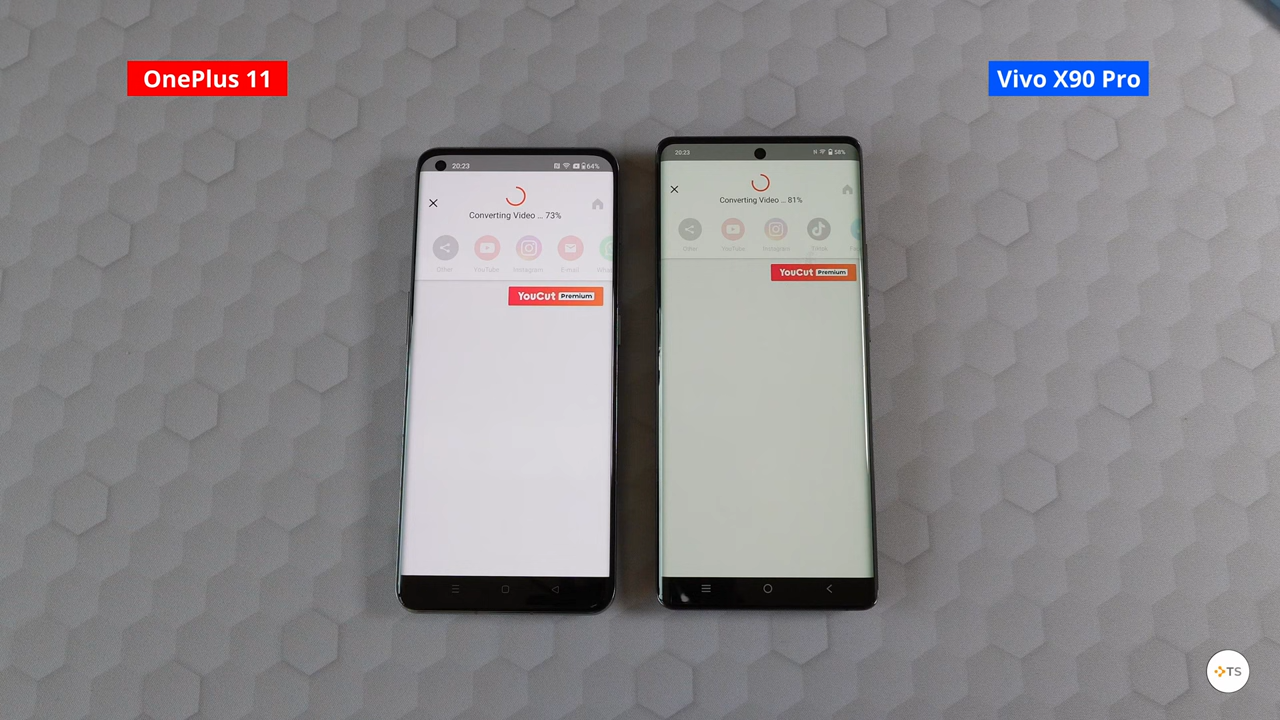 OnePlus 11
Vivo X90 Pro
20:23
64%
Converting Video ... 73%
Other
YouTube
Instagram
Email
YouCut Premium
20:23
58%
Converting Video ... 81%
Other
YouTube
Instagram
YouCut Premium
TS